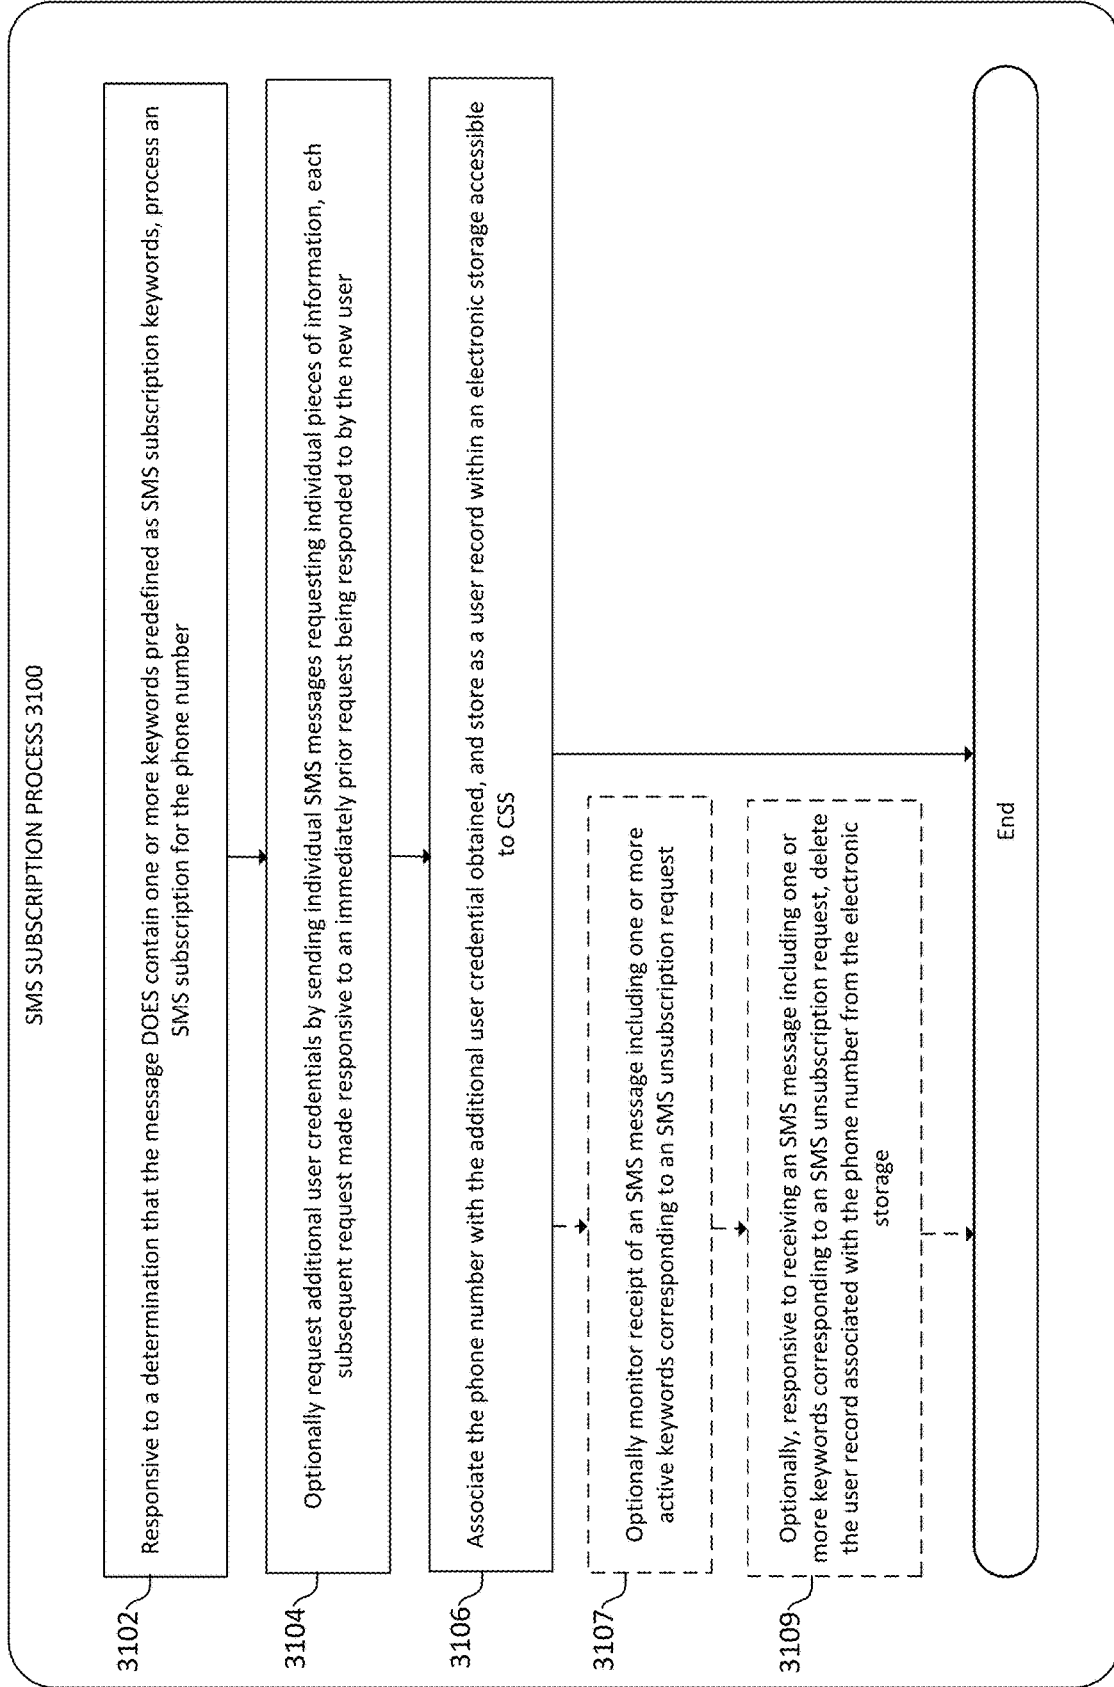 SMS SUBSCRIPTION PROCESS 3100
3102
Responsive to a determination that the message DOES contain one or more keywords predefined as SMS subscription keywords, process an
SMS subscription for the phone number
3104
Optionally request additional user credentials by sending individual SMS messages requesting individual pieces of information, each
subsequent request made responsive to an immediately prior request being responded to by the new user
3106
Associate the phone number with the additional user credential obtained, and store as a user record within an electronic storage accessible
to CSS
3107
Optionally monitor receipt of an SMS message including one or more
active keywords corresponding to an SMS unsubscription request
3109
Optionally, responsive to receiving an SMS message including one or
more keywords corresponding to an SMS unsubscription request, delete
the user record associated with the phone number from the electronic
storage
End